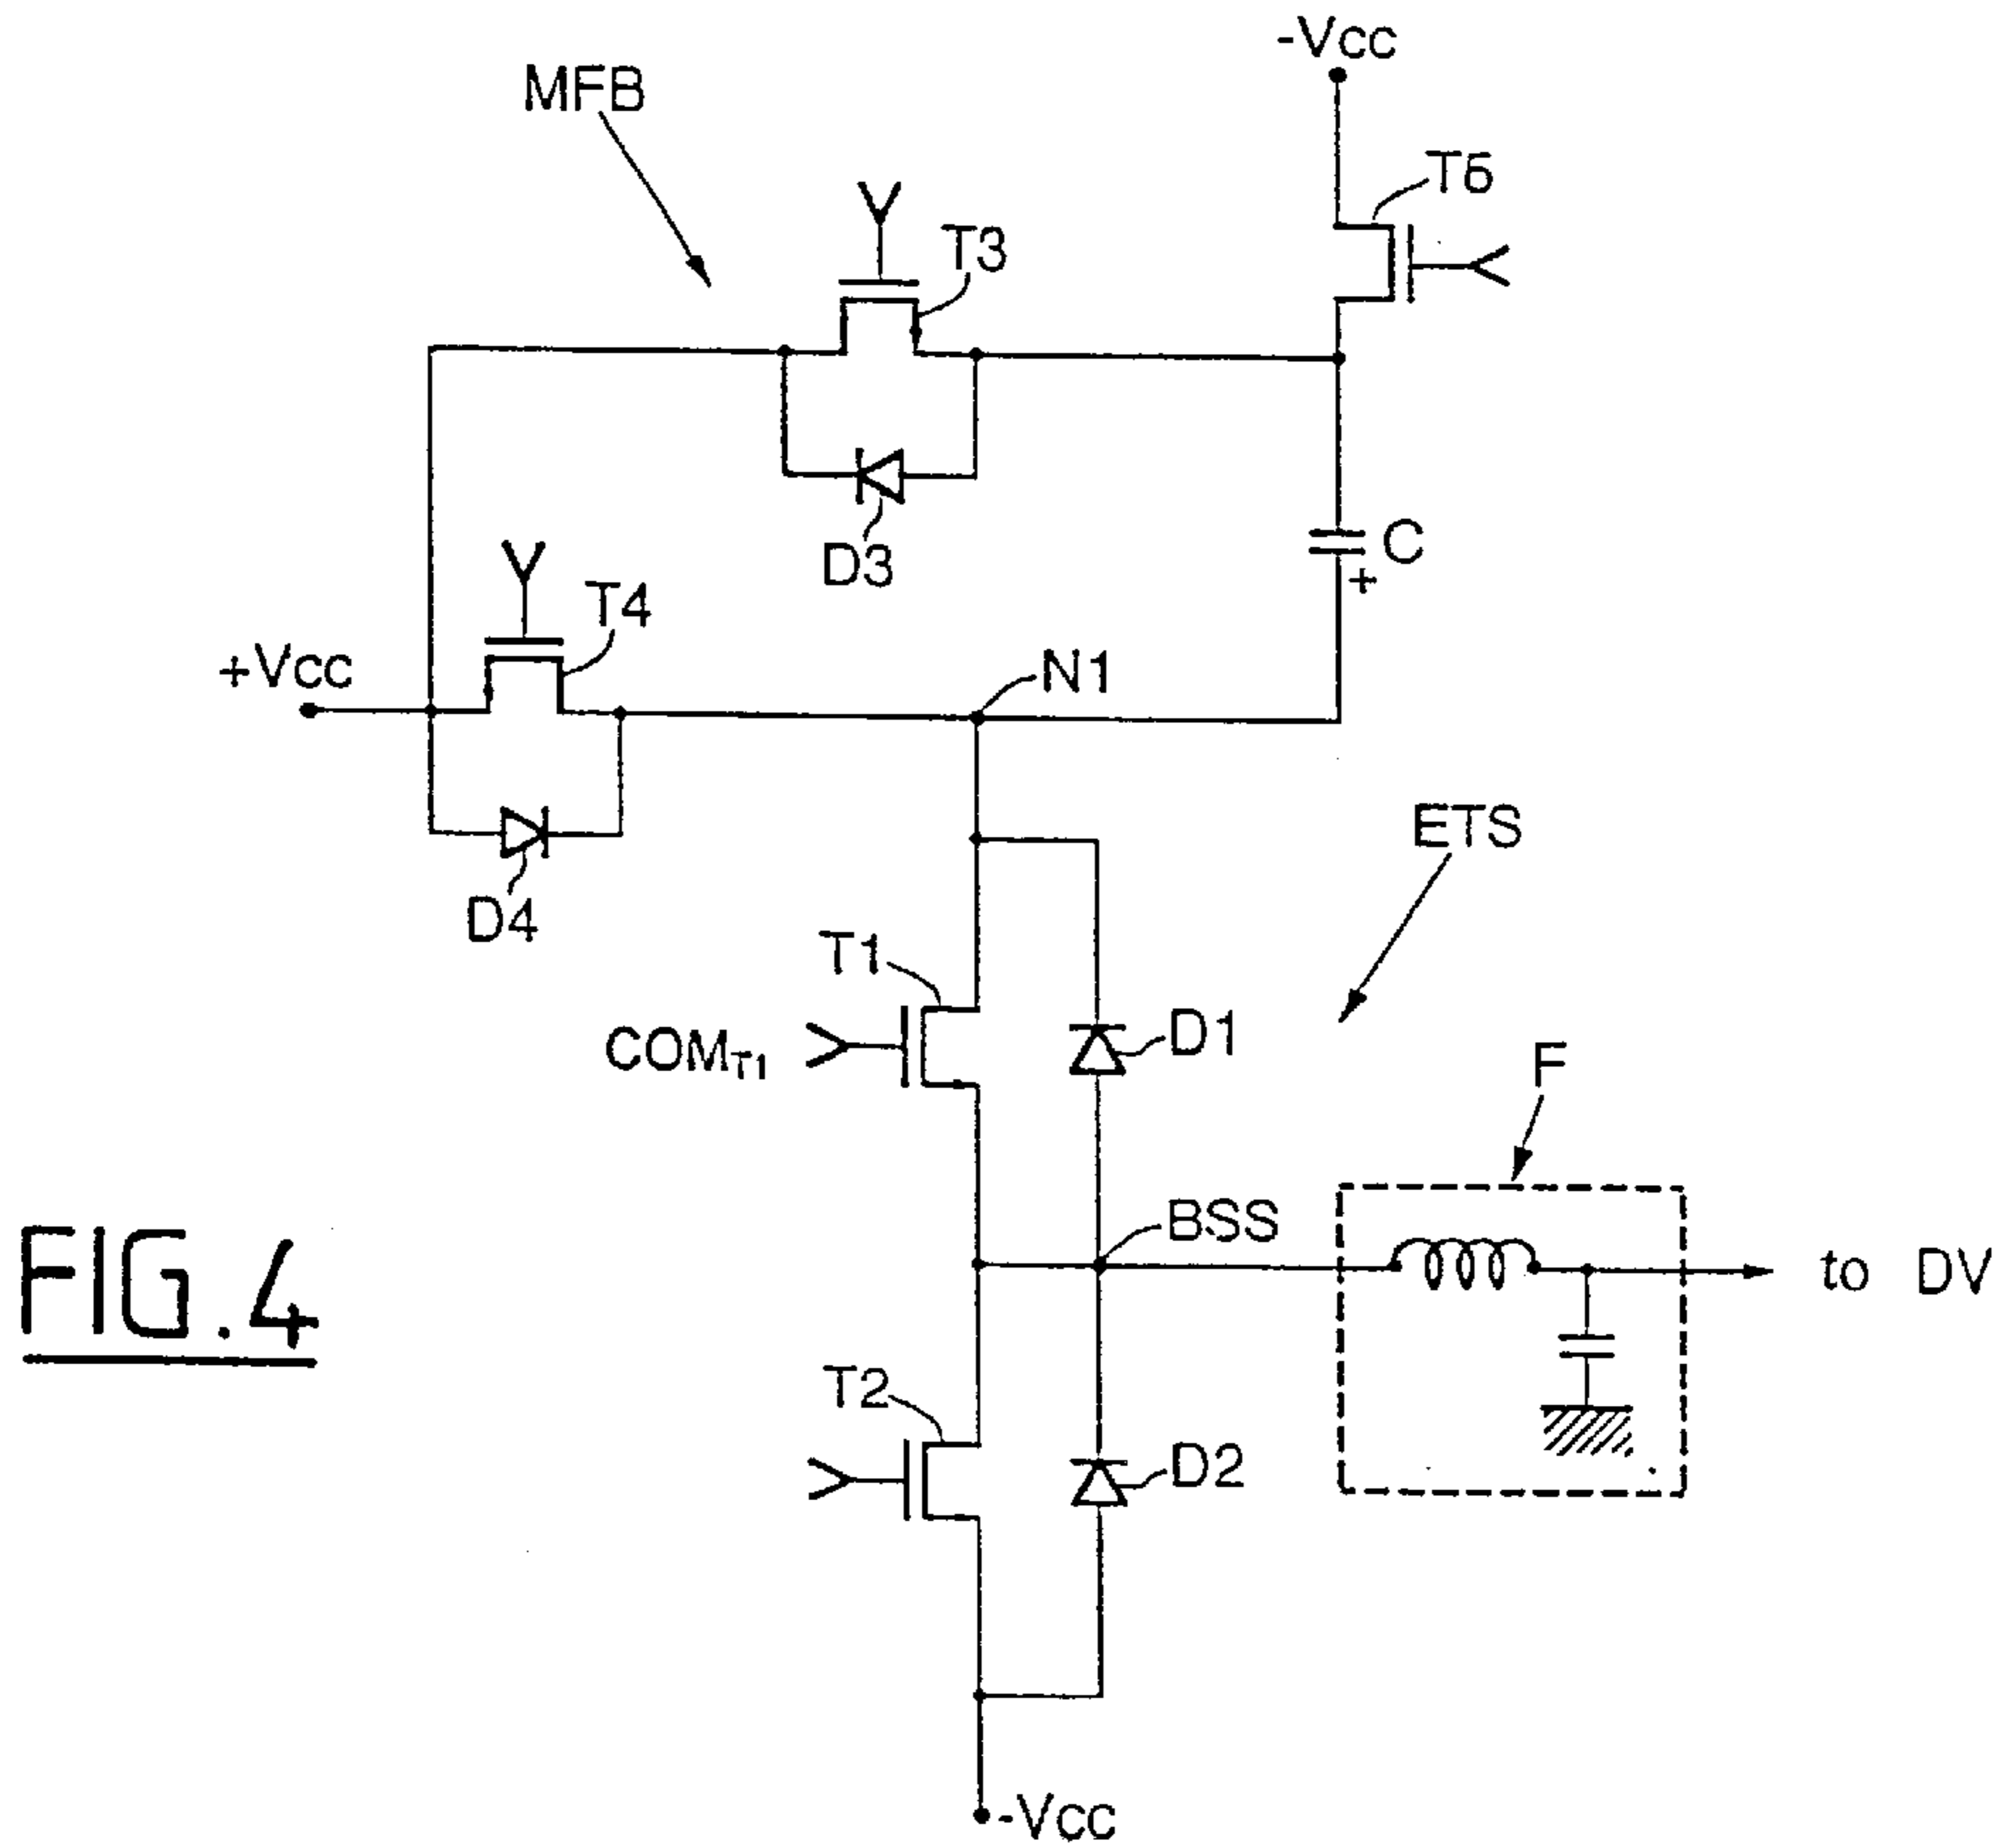 -Vcc
MFB
T6
T3
D3
C
+
T4
+Vcc
N1
D4
ETS
T1
COMT1
D1
F
BSS
to DV
FIG.4
T2
D2
-Vcc